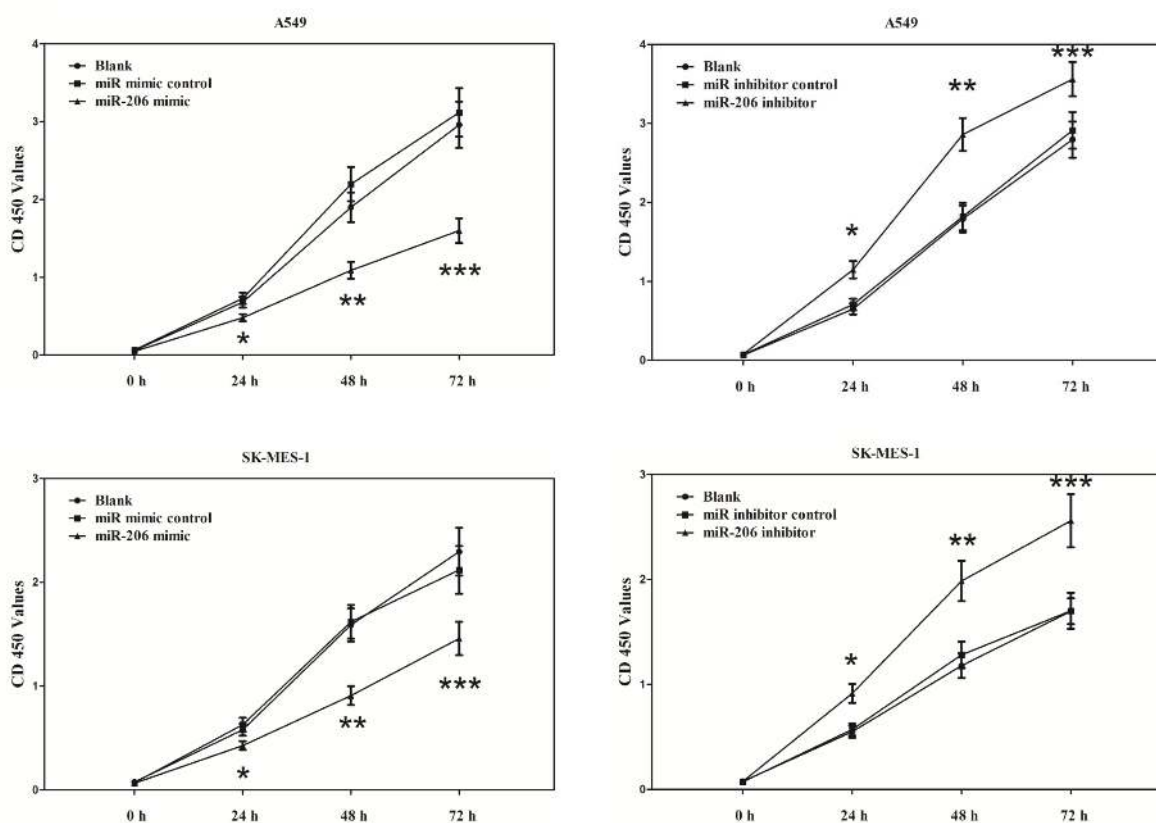 A549
Blank
miR mimic control
miR-206 mimic
CD 450 Values
4
3
2
1
0
*
**
***
0 h 24 h 48 h 72 h
A549
Blank
miR inhibitor control
miR-206 inhibitor
CD 450 Values
4
3
2
1
0
*
**
***
0 h 24 h 48 h 72 h
SK-MES-1
Blank
miR mimic control
miR-206 mimic
CD 450 Values
3
2
1
0
*
**
***
0 h 24 h 48 h 72 h
SK-MES-1
Blank
miR inhibitor control
miR-206 inhibitor
CD 450 Values
3
2
1
0
*
**
***
0 h 24 h 48 h 72 h